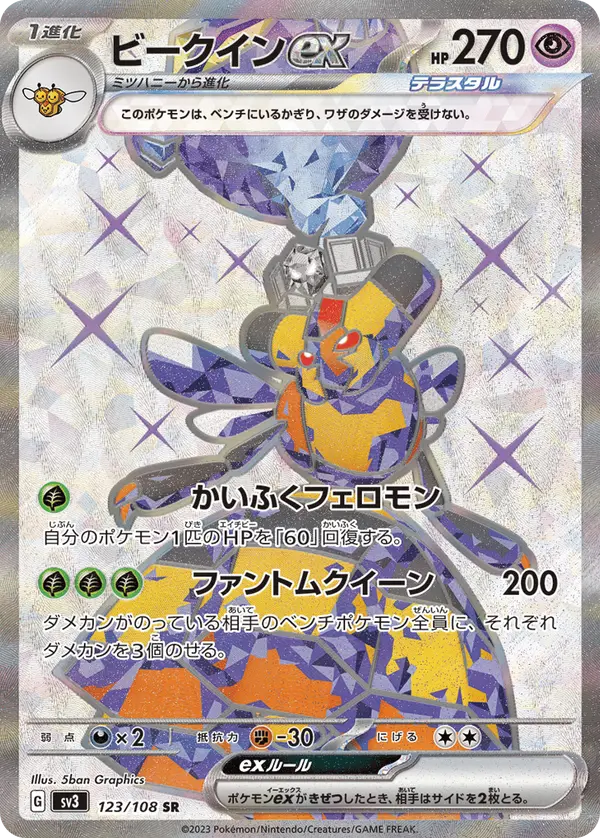 1進化
ビークインex
HP 270
ミツハニーから進化
テラスタル
このポケモンは、ベンチにいるかぎり、ワザのダメージを受けない。
かいふくフェロモン
自分のポケモン1匹のHPを「60」回復する。
ファントムクイーン 200
ダメカンがのっている相手のベンチポケモン全員に、それぞれ
ダメカンを3個のせる。
弱点 ×2 抵抗力 -30 にげる
Illus. 5ban Graphics
exルール
G sv3 123/108 SR
ポケモンexがきぜつしたとき、相手はサイドを2枚とる。
©2023 Pokémon/Nintendo/Creatures/GAME FREAK.